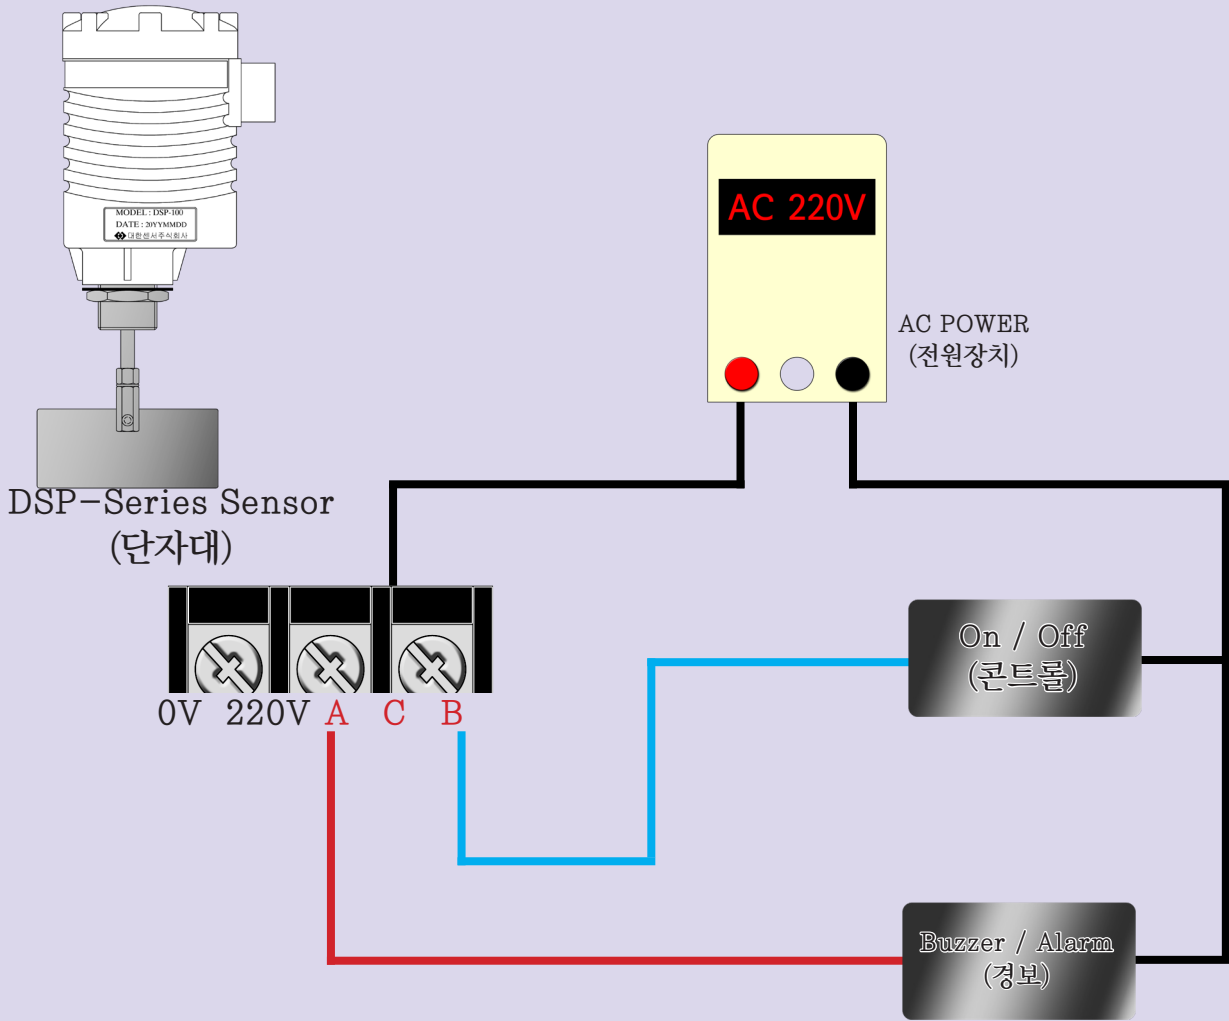 MODEL : DSP-100
DATE : 20YYMMDD
대한센서주식회사
DSP-Series Sensor
(단자대)
AC 220V
AC POWER
(전원장치)
0V 220V A C B
On / Off
(콘트롤)
Buzzer / Alarm
(경보)